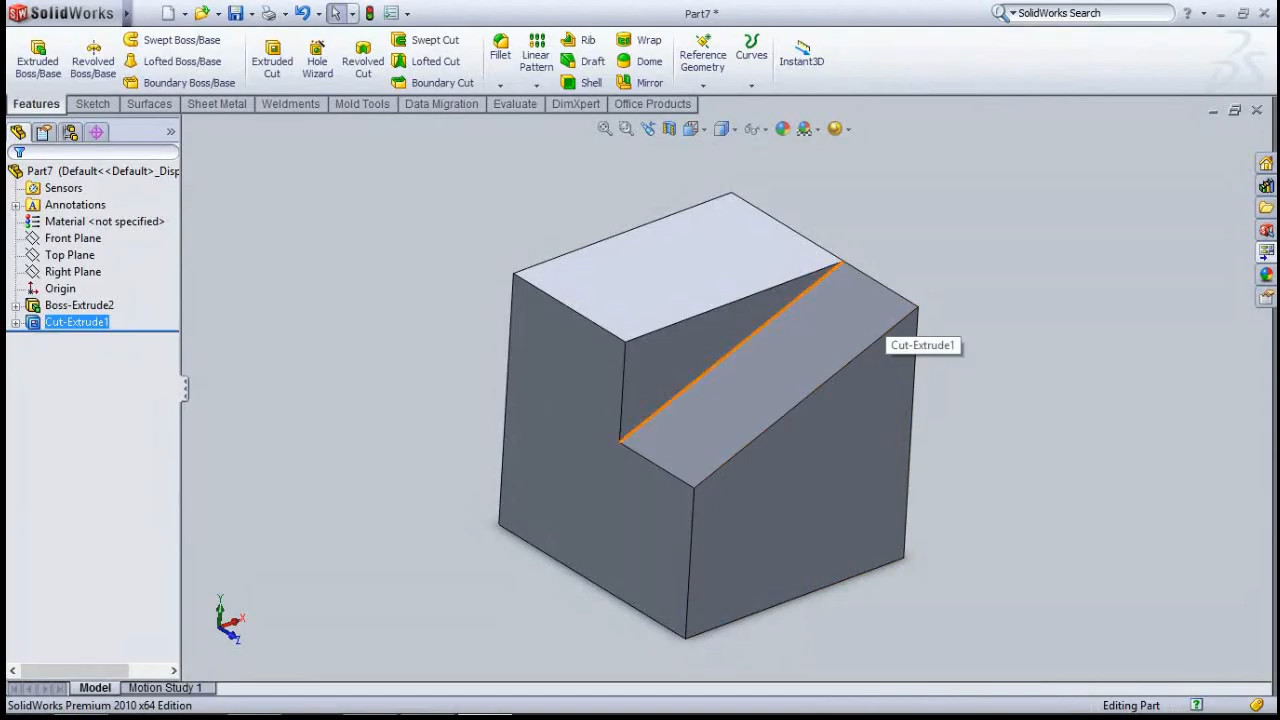 SolidWorks
Part7 *
SolidWorks Search
Extruded Boss/Base
Revolved Boss/Base
Swept Boss/Base
Lofted Boss/Base
Boundary Boss/Base
Extruded Cut
Hole Wizard
Revolved Cut
Swept Cut
Lofted Cut
Boundary Cut
Fillet
Linear Pattern
Rib
Draft
Shell
Wrap
Dome
Mirror
Reference Geometry
Curves
Instant3D
Features
Sketch
Surfaces
Sheet Metal
Weldments
Mold Tools
Data Migration
Evaluate
DimXpert
Office Products
Part7 (Default<<Default>_Disp
Sensors
Annotations
Material <not specified>
Front Plane
Top Plane
Right Plane
Origin
Boss-Extrude2
Cut-Extrude1
Cut-Extrude1
Y
X
Z
Model
Motion Study 1
SolidWorks Premium 2010 x64 Edition
Editing Part